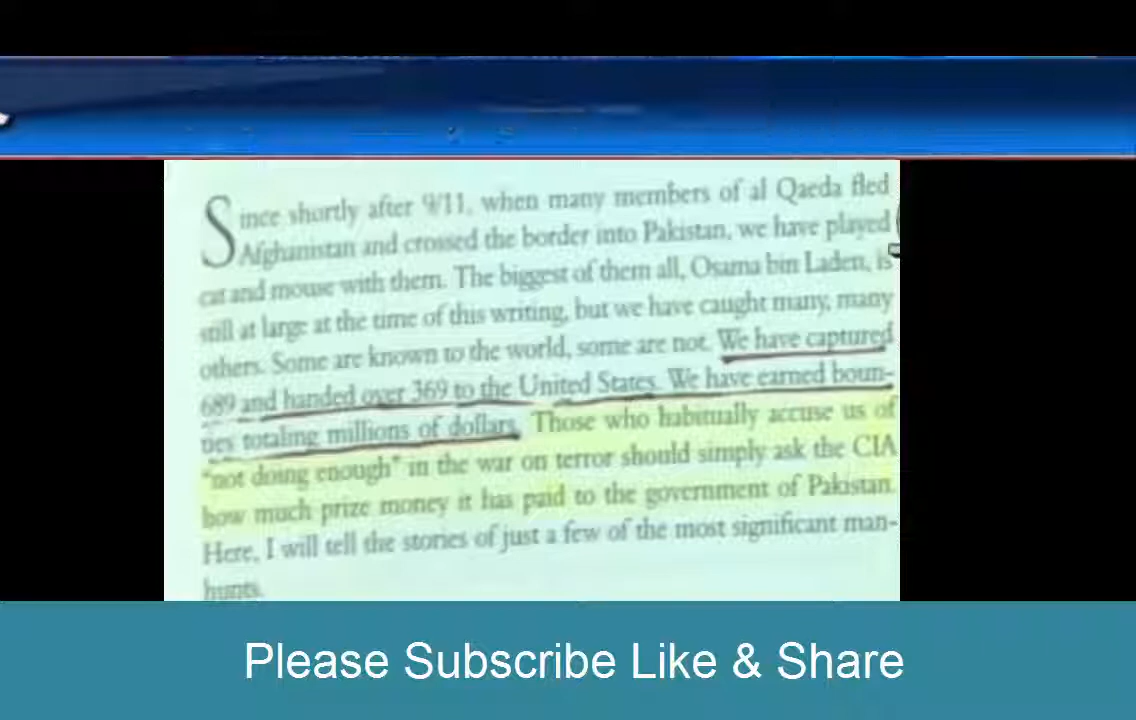 Since shortly after 9/11, when many members of al Qaeda fled
Afghanistan and crossed the border into Pakistan, we have played
cat and mouse with them. The biggest of them all, Osama bin Laden, is
still at large at the time of this writing, but we have caught many, many
others. Some are known to the world, some are not. We have captured
689 and handed over 369 to the United States. We have earned boun-
ties totaling millions of dollars. Those who habitually accuse us of
"not doing enough" in the war on terror should simply ask the CIA
how much prize money it has paid to the government of Pakistan.
Here, I will tell the stories of just a few of the most significant man-
hunts.
Please Subscribe Like & Share